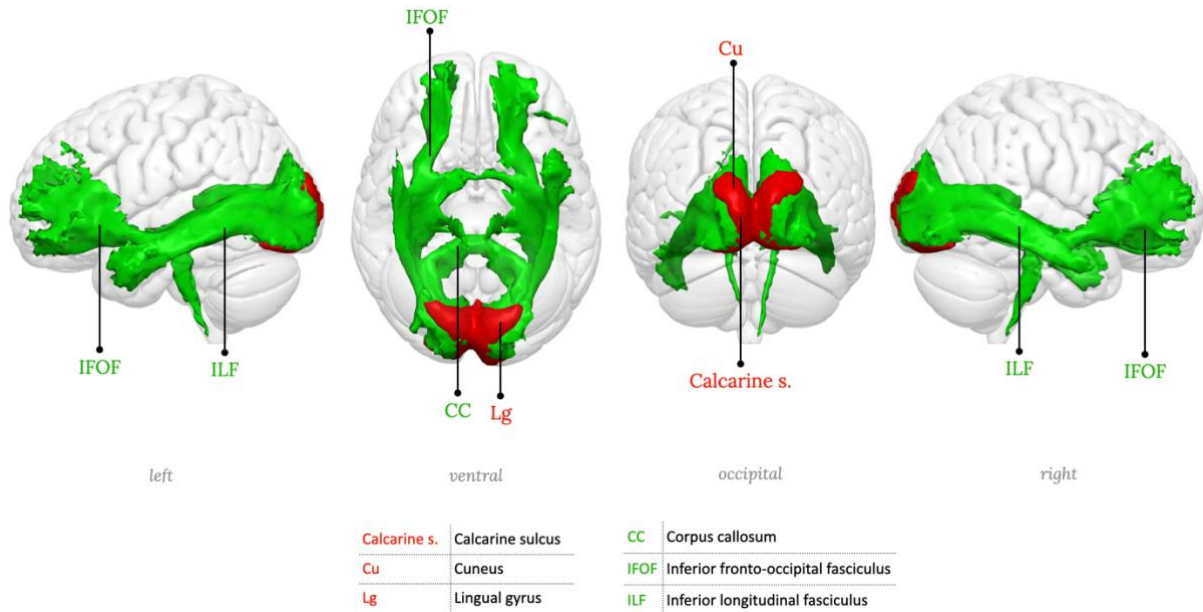 IFOF
Cu
IFOF
ILF
CC
Lg
Calcarine s.
ILF
IFOF
left
ventral
occipital
right
Calcarine s. Calcarine sulcus
Cu Cuneus
Lg Lingual gyrus
CC Corpus callosum
IFOF Inferior fronto-occipital fasciculus
ILF Inferior longitudinal fasciculus